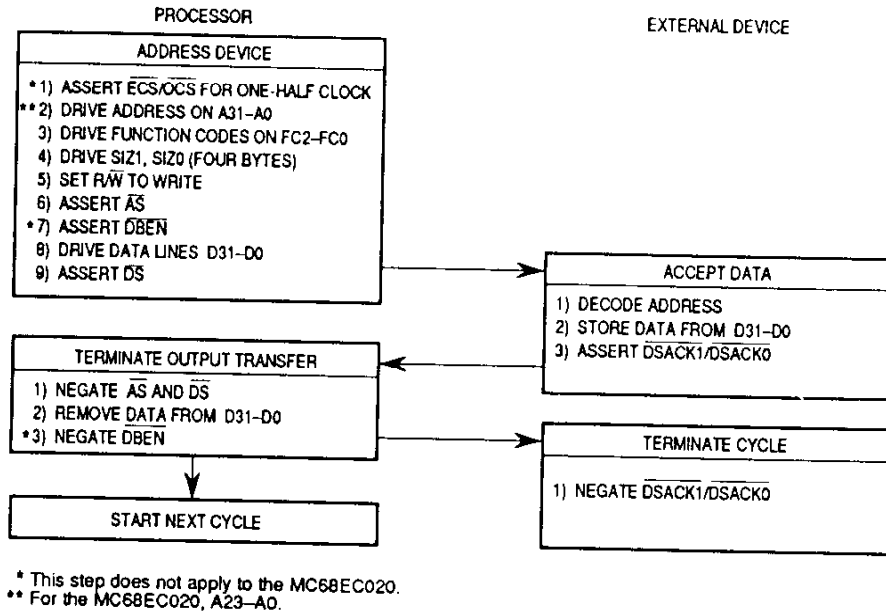 PROCESSOR
EXTERNAL DEVICE
ADDRESS DEVICE
* 1) ASSERT ECS/OCS FOR ONE-HALF CLOCK
** 2) DRIVE ADDRESS ON A31–A0
3) DRIVE FUNCTION CODES ON FC2–FC0
4) DRIVE SIZ1, SIZ0 (FOUR BYTES)
5) SET R/W TO WRITE
6) ASSERT AS
* 7) ASSERT DBEN
8) DRIVE DATA LINES D31–D0
9) ASSERT DS
ACCEPT DATA
1) DECODE ADDRESS
2) STORE DATA FROM D31–D0
3) ASSERT DSACK1/DSACK0
TERMINATE OUTPUT TRANSFER
1) NEGATE AS AND DS
2) REMOVE DATA FROM D31–D0
*3) NEGATE DBEN
TERMINATE CYCLE
1) NEGATE DSACK1/DSACK0
START NEXT CYCLE
* This step does not apply to the MC68EC020.
** For the MC68EC020, A23–A0.